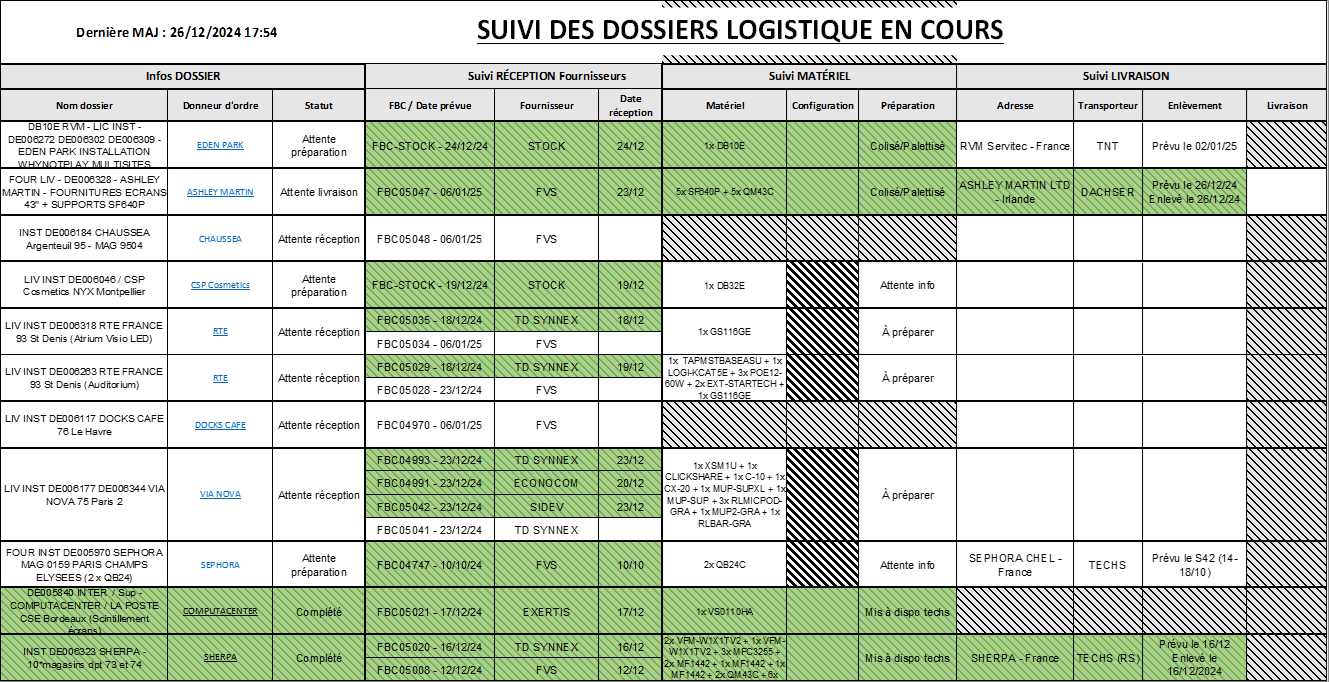 Dernière MAJ : 26/12/2024 17:54
SUIVI DES DOSSIERS LOGISTIQUE EN COURS
Infos DOSSIER
Suivi RÉCEPTION Fournisseurs
Suivi MATÉRIEL
Suivi LIVRAISON
Nom dossier
Donneur d'ordre
Statut
FBC / Date prévue
Fournisseur
Date
réception
Matériel
Configuration
Préparation
Adresse
Transporteur
Enlèvement
Livraison
DB10E RVM - LIC INST -
DE006272 DE006302 DE006309 -
EDEN PARK INSTALLATION
WHYNOTPLAY MULTISITES
EDEN PARK
Attente
préparation
FBC-STOCK - 24/12/24
STOCK
24/12
1x DB10E
Colisé/Palettisé
RVM Servitec - France
TNT
Prévu le 02/01/25
FOUR LIV - DE006328 - ASHLEY
MARTIN - FOURNITURES ECRANS
43" + SUPPORTS SF640P
ASHLEY MARTIN
Attente livraison
FBC05047 - 06/01/25
FVS
23/12
5x SF640P + 5x QM43C
Colisé/Palettisé
ASHLEY MARTIN LTD
- Irlande
DACHSER
Prévu le 26/12/24
Enlevé le 26/12/24
INST DE006184 CHAUSSEA
Argenteuil 95 - MAG 9504
CHAUSSEA
Attente réception
FBC05048 - 06/01/25
FVS
LIV INST DE006046 / CSP
Cosmetics NYX Montpellier
CSP Cosmetics
Attente
préparation
FBC-STOCK - 19/12/24
STOCK
19/12
1x DB32E
Attente info
LIV INST DE006318 RTE FRANCE
93 St Denis (Atrium Visio LED)
RTE
Attente réception
FBC05035 - 18/12/24
TD SYNNEX
18/12
FBC05034 - 06/01/25
FVS
1x GS116GE
À préparer
LIV INST DE006263 RTE FRANCE
93 St Denis (Auditorium)
RTE
Attente réception
FBC05029 - 18/12/24
TD SYNNEX
19/12
FBC05028 - 23/12/24
FVS
1x TAPMSTBASEASU + 1x
LOGI-KCAT5E + 3x POE12-
60W + 2x EXT-STARTECH +
1x GS116GE
À préparer
LIV INST DE006117 DOCKS CAFE
76 Le Havre
DOCKS CAFE
Attente réception
FBC04970 - 06/01/25
FVS
LIV INST DE006177 DE006344 VIA
NOVA 75 Paris 2
VIA NOVA
Attente réception
FBC04993 - 23/12/24
TD SYNNEX
23/12
FBC04991 - 23/12/24
ECONOCOM
20/12
FBC05042 - 23/12/24
SIDEV
23/12
FBC05041 - 23/12/24
TD SYNNEX
1x XSM1U + 1x
CLICKSHARE + 1x C-10 + 1x
CX-20 + 1x MUP-SUPXL + 1x
MUP-SUP + 3x RLMICPOD-
GRA + 1x MUP2-GRA + 1x
RLBAR-GRA
À préparer
FOUR INST DE005970 SEPHORA
MAG 0159 PARIS CHAMPS
ELYSEES (2 x QB24)
SEPHORA
Attente
préparation
FBC04747 - 10/10/24
FVS
10/10
2x QB24C
Attente info
SEPHORA CHEL -
France
TECHS
Prévu le S42 (14-
18/10)
DE005840 INTER / Sup -
COMPUTACENTER / LA POSTE
CSE Bordeaux (Scintillement
écrans)
COMPUTACENTER
Complété
FBC05021 - 17/12/24
EXERTIS
17/12
1x VS0110HA
Mis à dispo techs
INST DE006323 SHERPA -
10*magasins dpt 73 et 74
SHERPA
Complété
FBC05020 - 16/12/24
TD SYNNEX
16/12
FBC05008 - 12/12/24
FVS
12/12
2x VFM-W1X1TV2 + 1x VFM-
W1X1TV2 + 3x MFC3255 +
2x MF1442 + 1x MF1442 + 1x
MF1442 + 2x QM43C + 6x
Mis à dispo techs
SHERPA - France
TECHS (RS)
Prévu le 16/12
Enlevé le
16/12/2024